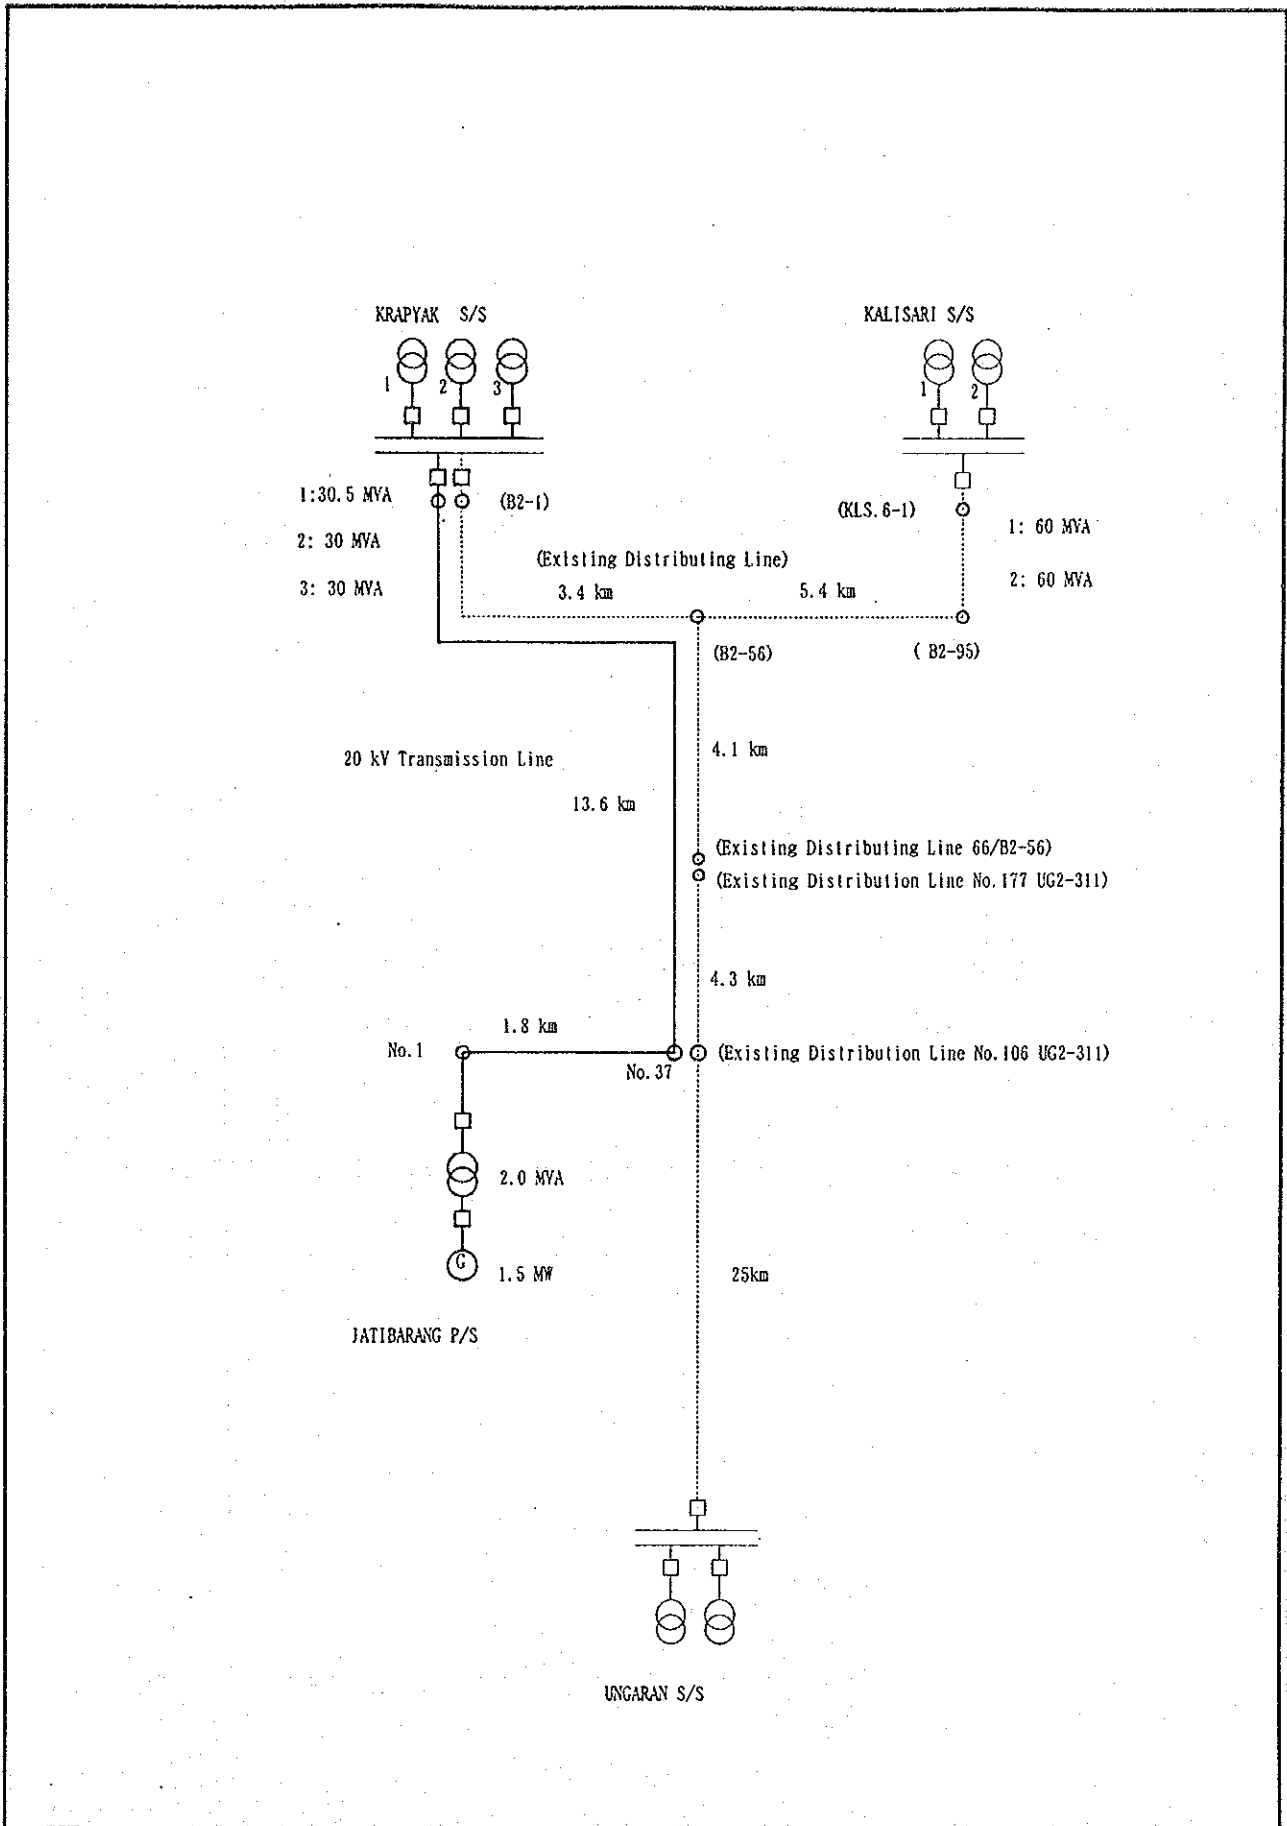 KRAPYAK S/S
KALISARI S/S
1
2
3
1
2
1:30.5 MVA
(B2-1)
(KLS.6-1)
1: 60 MVA
2: 30 MVA
(Existing Distributing Line)
3: 30 MVA
3.4 km
5.4 km
2: 60 MVA
(B2-56)
( B2-95)
4.1 km
20 kV Transmission Line
13.6 km
(Existing Distributing Line 66/B2-56)
(Existing Distribution Line No.177 UG2-311)
4.3 km
1.8 km
No.1
No.37
(Existing Distribution Line No.106 UG2-311)
2.0 MVA
G
1.5 MW
25km
JATIBARANG P/S
UNGARAN S/S